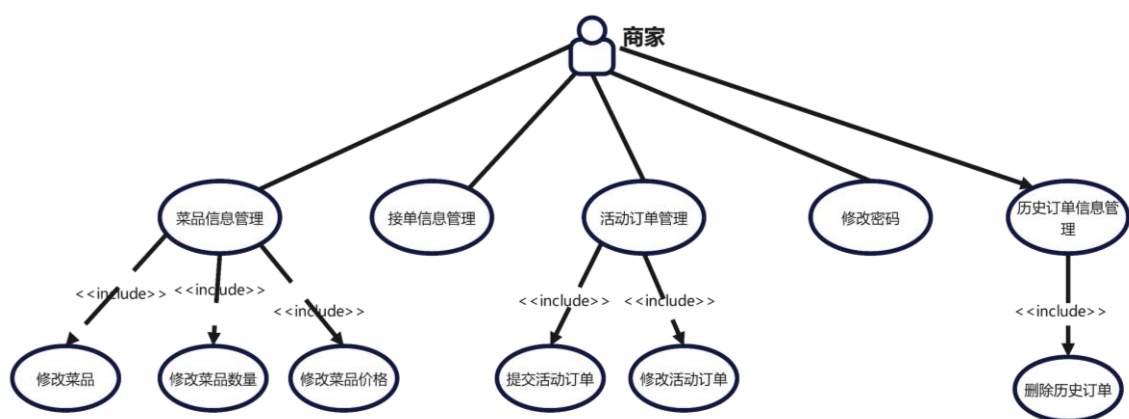 商家
菜品信息管理
接单信息管理
活动订单管理
修改密码
历史订单信息管
理
<<include>>
<<include>>
<<include>>
<<include>>
<<include>>
<<include>>
修改菜品
修改菜品数量
修改菜品价格
提交活动订单
修改活动订单
删除历史订单